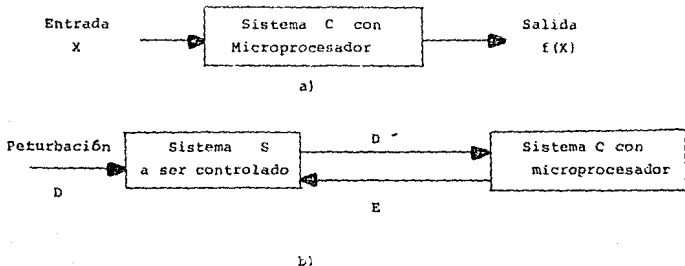 Entrada
X
Sistema C con
Microprocesador
Salida
f(X)
a)
Peturbación
D
Sistema S
a ser controlado
D
E
Sistema C con
microprocesador
b)